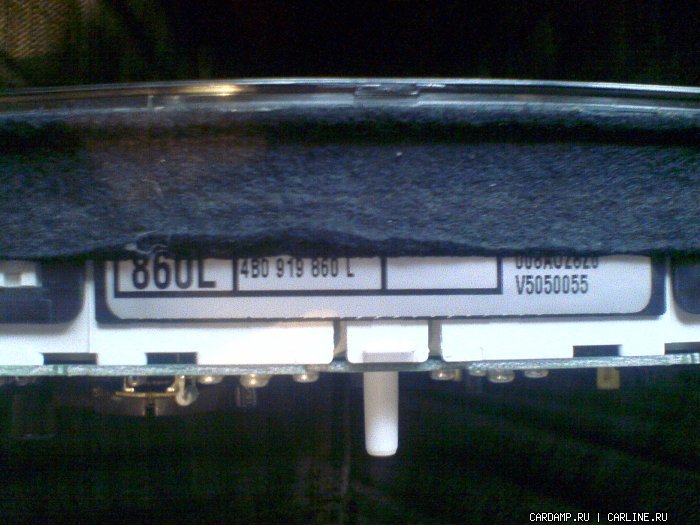 860L
4B0 919 860 L
V5050055
CARDAMP.RU | CARLINE.RU